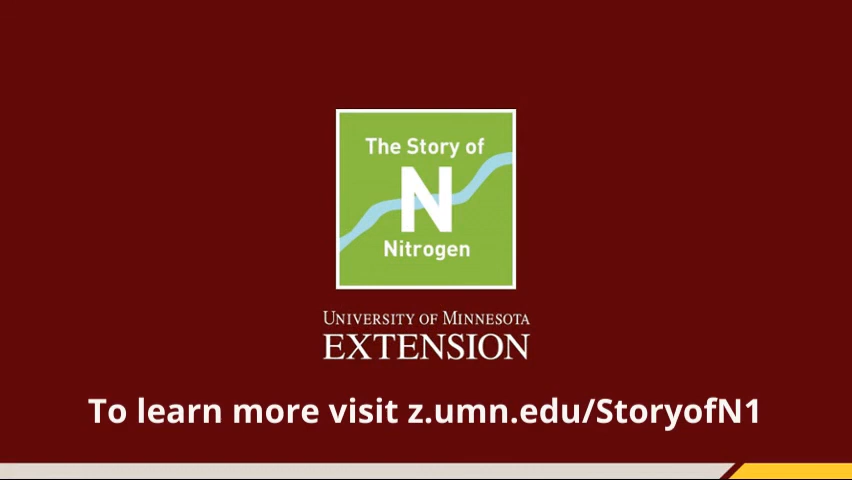 The Story of
N
Nitrogen
UNIVERSITY OF MINNESOTA
EXTENSION
To learn more visit z.umn.edu/StoryofN1